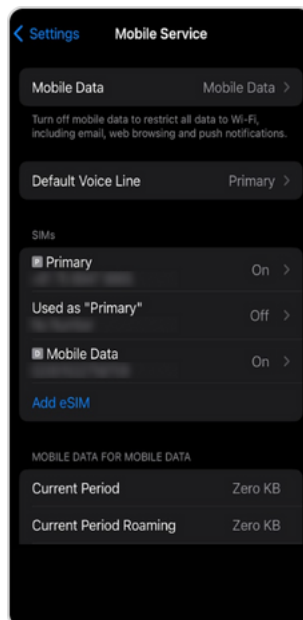 Settings
Mobile Service
Mobile Data
Mobile Data
Turn off mobile data to restrict all data to Wi-Fi,
including email, web browsing and push notifications.
Default Voice Line
Primary
SIMs
P Primary
On
Used as "Primary"
Off
D Mobile Data
On
Add eSIM
MOBILE DATA FOR MOBILE DATA
Current Period
Zero KB
Current Period Roaming
Zero KB